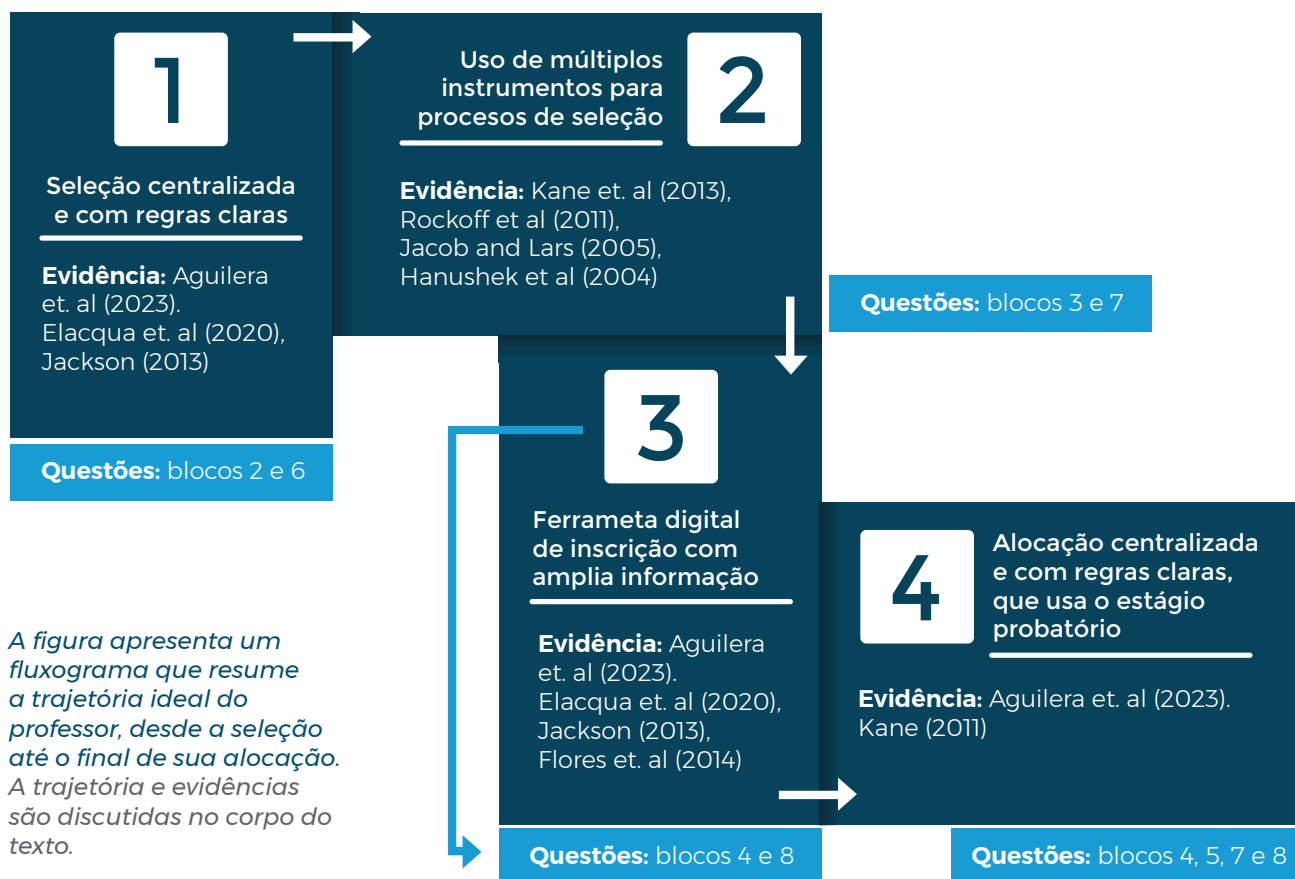 1
Seleção centralizada
e com regras claras
Evidência: Aguilera
et. al (2023).
Elacqua et. al (2020),
Jackson (2013)
Questões: blocos 2 e 6
Uso de múltiplos
instrumentos para
procesos de seleção
2
Evidência: Kane et. al (2013),
Rockoff et al (2011),
Jacob and Lars (2005),
Hanushek et al (2004)
Questões: blocos 3 e 7
3
Ferrameta digital
de inscrição com
amplia informação
Evidência: Aguilera
et. al (2023).
Elacqua et. al (2020),
Jackson (2013),
Flores et. al (2014)
Questões: blocos 4 e 8
4
Alocação centralizada
e com regras claras,
que usa o estágio
probatório
Evidência: Aguilera et. al (2023).
Kane (2011)
Questões: blocos 4, 5, 7 e 8
A figura apresenta um
fluxograma que resume
a trajetória ideal do
professor, desde a seleção
até o final de sua alocação.
A trajetória e evidências
são discutidas no corpo do
texto.